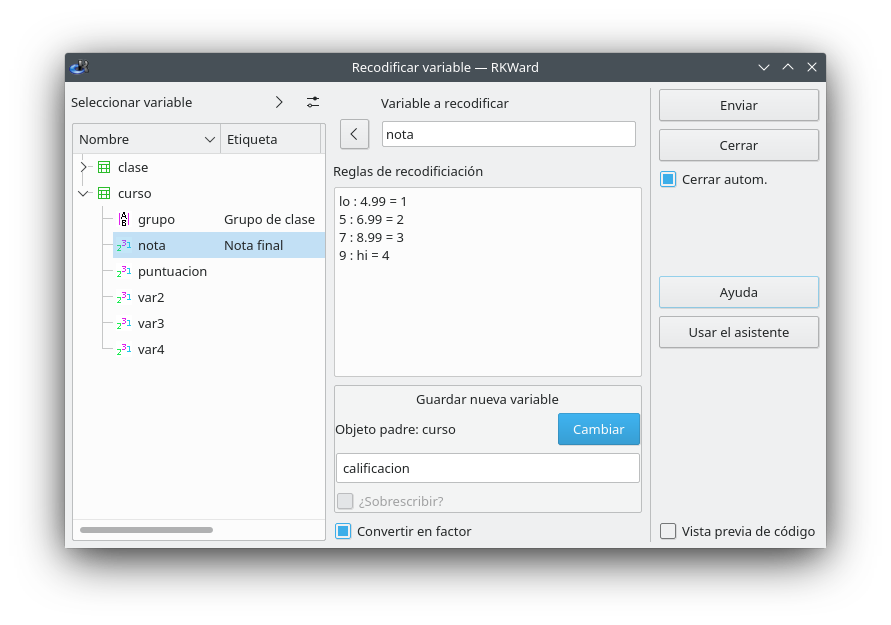 Recodificar variable — RKWard
Seleccionar variable
Nombre Etiqueta
clase
curso
grupo Grupo de clase
nota Nota final
puntuacion
var2
var3
var4
Variable a recodificar
nota
Reglas de recodificiación
lo : 4.99 = 1
5 : 6.99 = 2
7 : 8.99 = 3
9 : hi = 4
Guardar nueva variable
Objeto padre: curso Cambiar
calificacion
¿Sobrescribir?
Convertir en factor
Enviar
Cerrar
Cerrar autom.
Ayuda
Usar el asistente
Vista previa de código